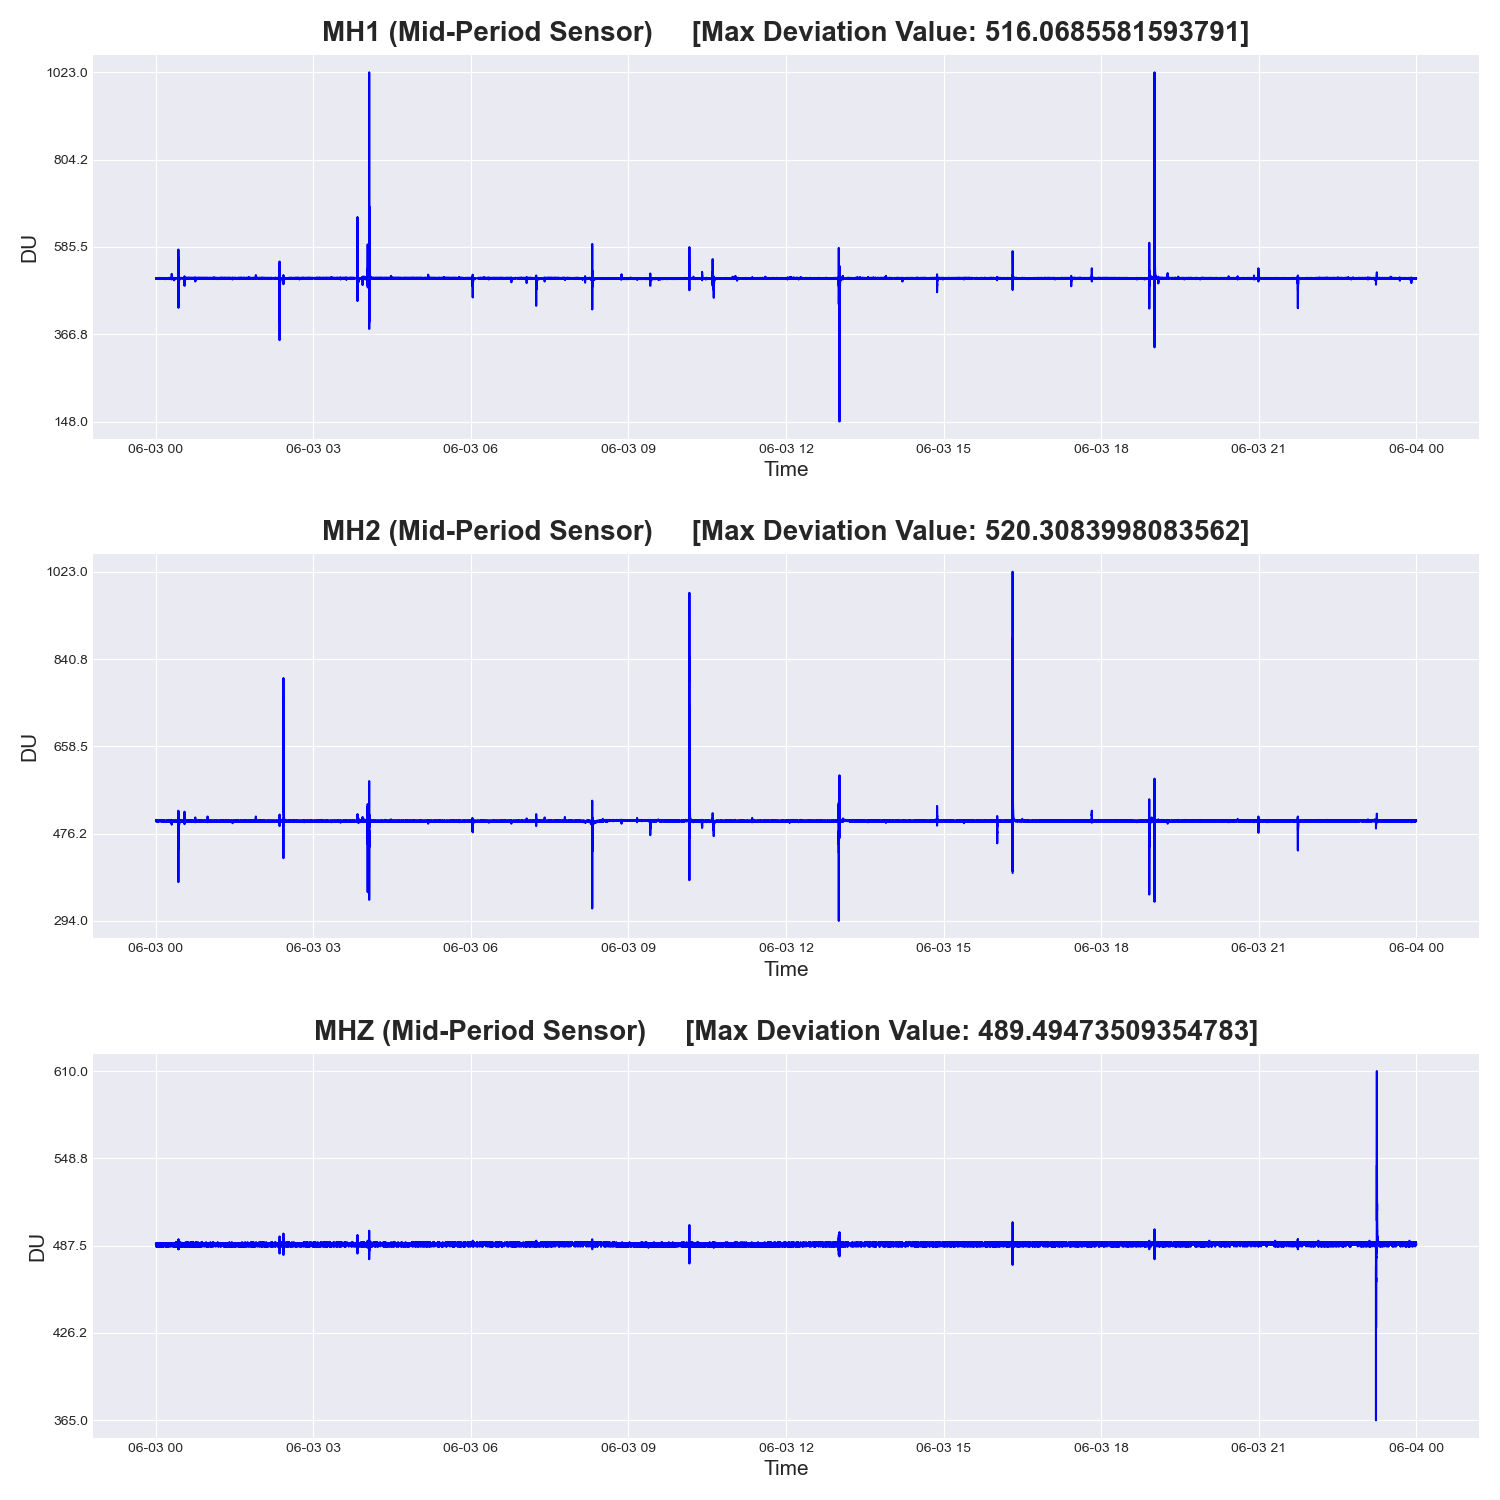 MH1 (Mid-Period Sensor) [Max Deviation Value: 516.0685581593791]
1023.0
804.2
585.5
366.8
148.0
DU
06-03 00 06-03 03 06-03 06 06-03 09 06-03 12 06-03 15 06-03 18 06-03 21 06-04 00
Time
MH2 (Mid-Period Sensor) [Max Deviation Value: 520.3083998083562]
1023.0
840.8
658.5
476.2
294.0
DU
06-03 00 06-03 03 06-03 06 06-03 09 06-03 12 06-03 15 06-03 18 06-03 21 06-04 00
Time
MHZ (Mid-Period Sensor) [Max Deviation Value: 489.49473509354783]
610.0
548.8
487.5
426.2
365.0
DU
06-03 00 06-03 03 06-03 06 06-03 09 06-03 12 06-03 15 06-03 18 06-03 21 06-04 00
Time